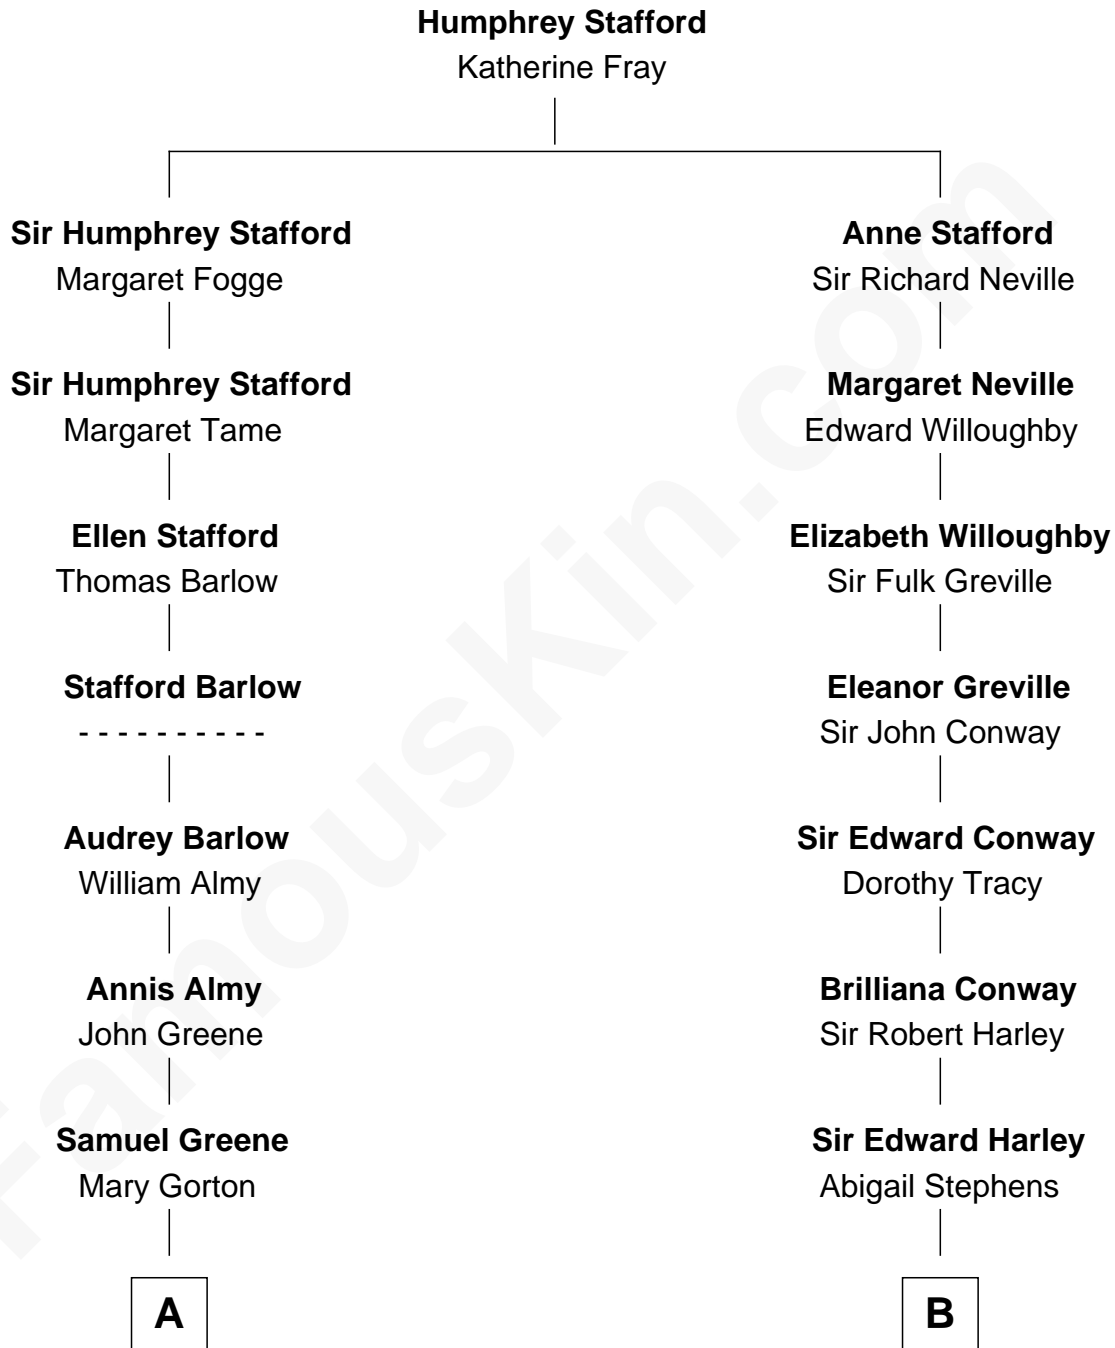 Humphrey Stafford
Katherine Fray
Sir Humphrey Stafford
Margaret Fogge
Sir Humphrey Stafford
Margaret Tame
Ellen Stafford
Thomas Barlow
Stafford Barlow
- - - - - - - - - -
Audrey Barlow
William Almy
Annis Almy
John Greene
Samuel Greene
Mary Gorton
A
Anne Stafford
Sir Richard Neville
Margaret Neville
Edward Willoughby
Elizabeth Willoughby
Sir Fulk Greville
Eleanor Greville
Sir John Conway
Sir Edward Conway
Dorothy Tracy
Brilliana Conway
Sir Robert Harley
Sir Edward Harley
Abigail Stephens
B
FamousKin.com